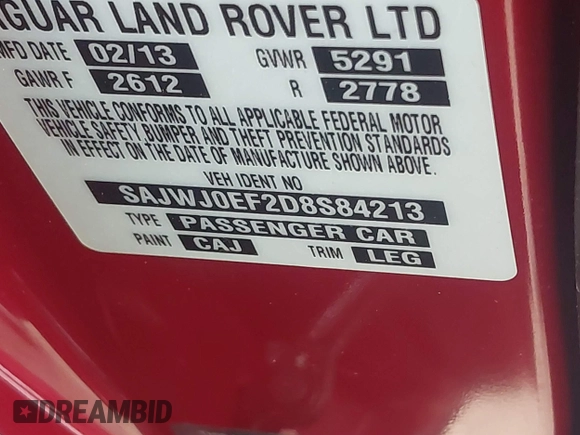 GUAR LAND ROVER LTD
MFD DATE 02/13 GVWR 5291
GAWR F 2612 R 2778
THIS VEHICLE CONFORMS TO ALL APPLICABLE FEDERAL MOTOR
VEHICLE SAFETY BUMPER AND THEFT PREVENTION STANDARDS
IN EFFECT ON THE DATE OF MANUFACTURE SHOWN ABOVE.
VEH IDENT NO
SAJWJ0EF2D8S84213
TYPE PASSENGER CAR
PAINT CAJ TRIM LEG
DREAMBID